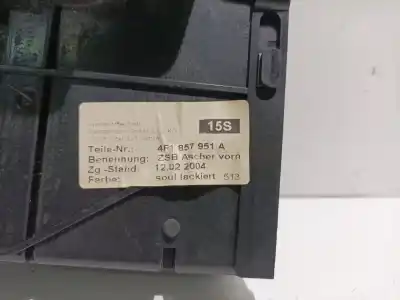 15S
Teile-Nr.: 4F1 857 951 A
Benennung: ZSB Ascher vorn
Zg.-Stand: 12.02.2004
Farbe: soul lackiert 513